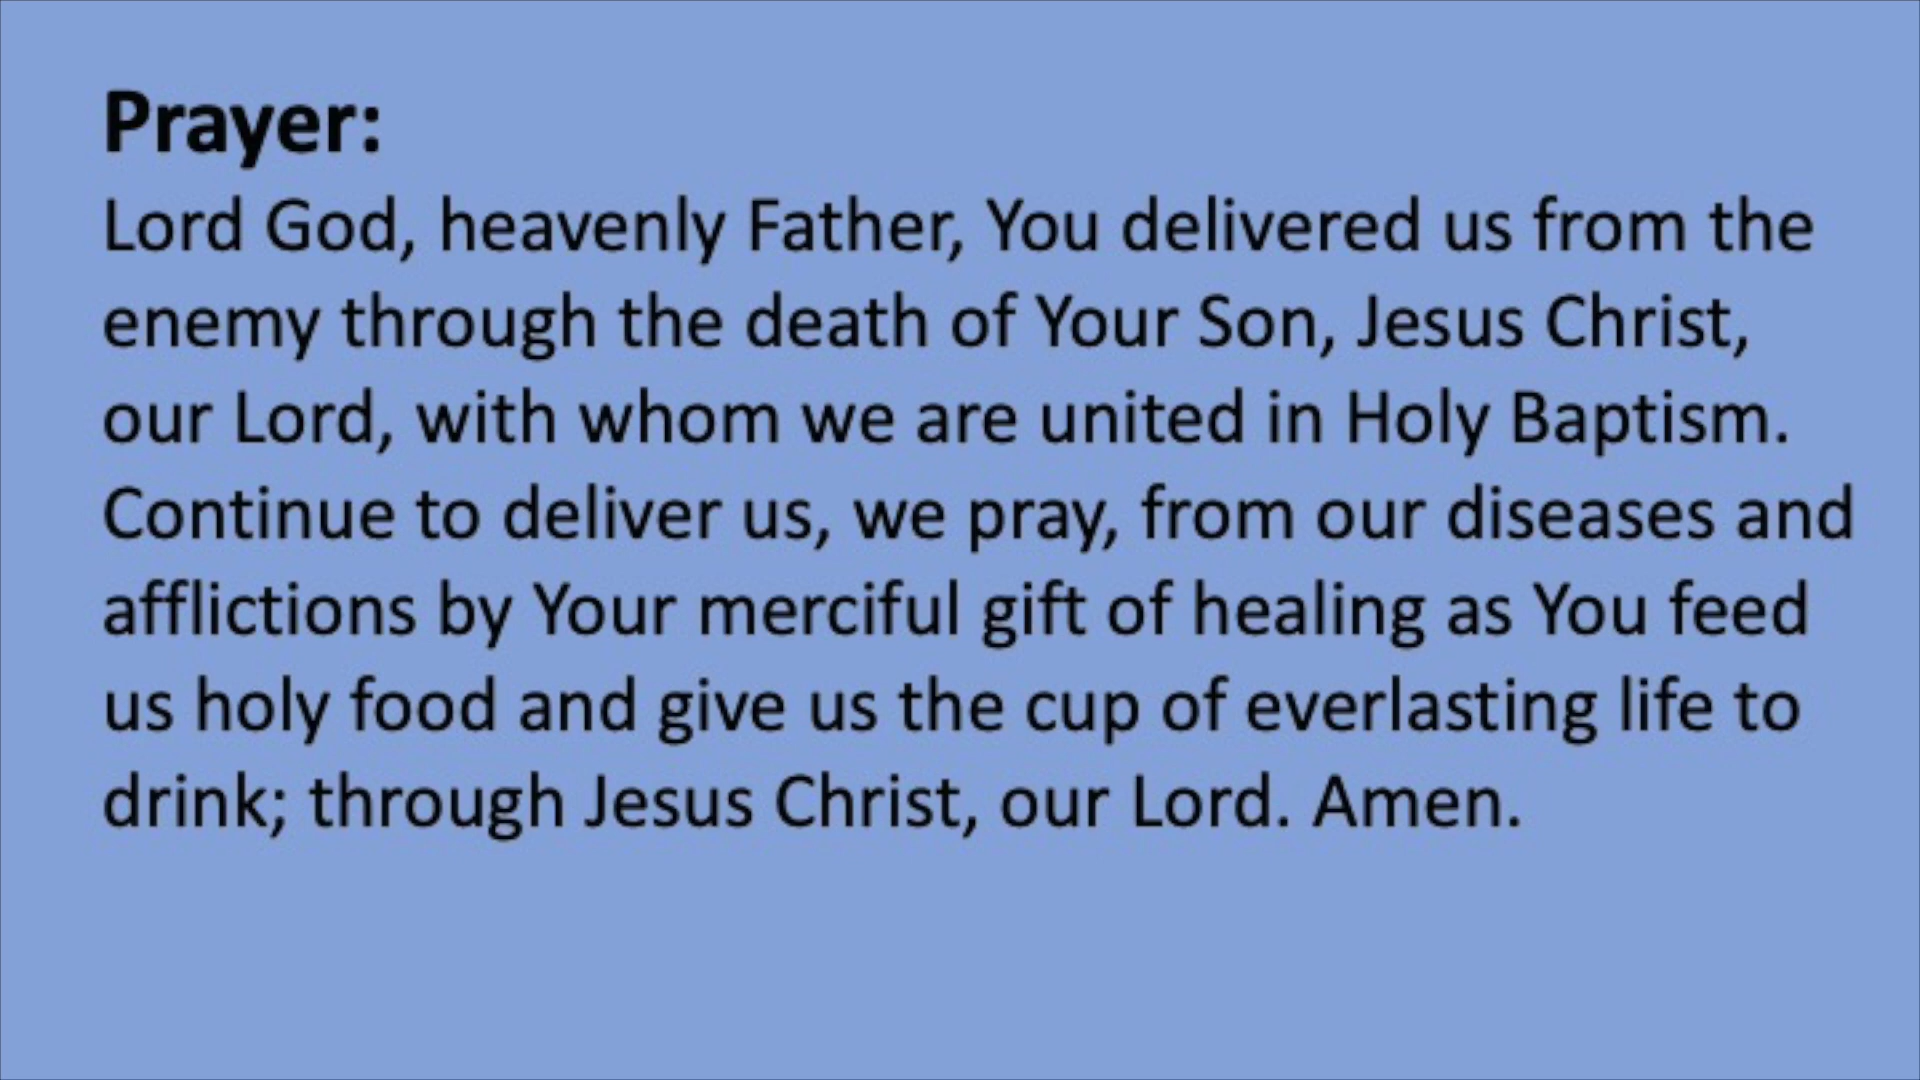 Prayer:
Lord God, heavenly Father, You delivered us from the
enemy through the death of Your Son, Jesus Christ,
our Lord, with whom we are united in Holy Baptism.
Continue to deliver us, we pray, from our diseases and
afflictions by Your merciful gift of healing as You feed
us holy food and give us the cup of everlasting life to
drink; through Jesus Christ, our Lord. Amen.